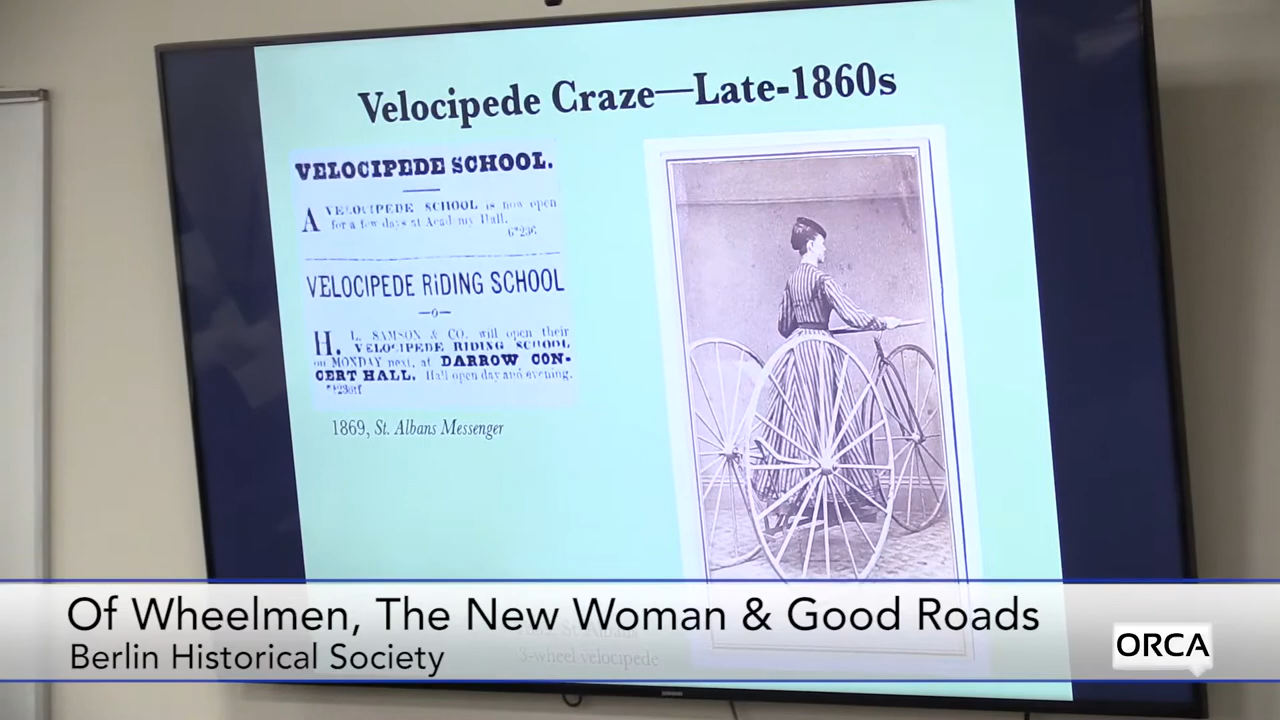 Velocipede Craze—Late-1860s
VELOCIPEDE SCHOOL.
A VELOCIPEDE SCHOOL is now open
for a few days at Academy Hall.
VELOCIPEDE RiDING SCHOOL
—o—
H. L. SAMSON & CO. will open their
VELOCIPEDE RIDING SCHOOL
on MONDAY next, at DARROW CON-
CERT HALL. Hall open day and evening.
1869, St. Albans Messenger
3-wheel velocipede
Of Wheelmen, The New Woman & Good Roads
Berlin Historical Society
ORCA